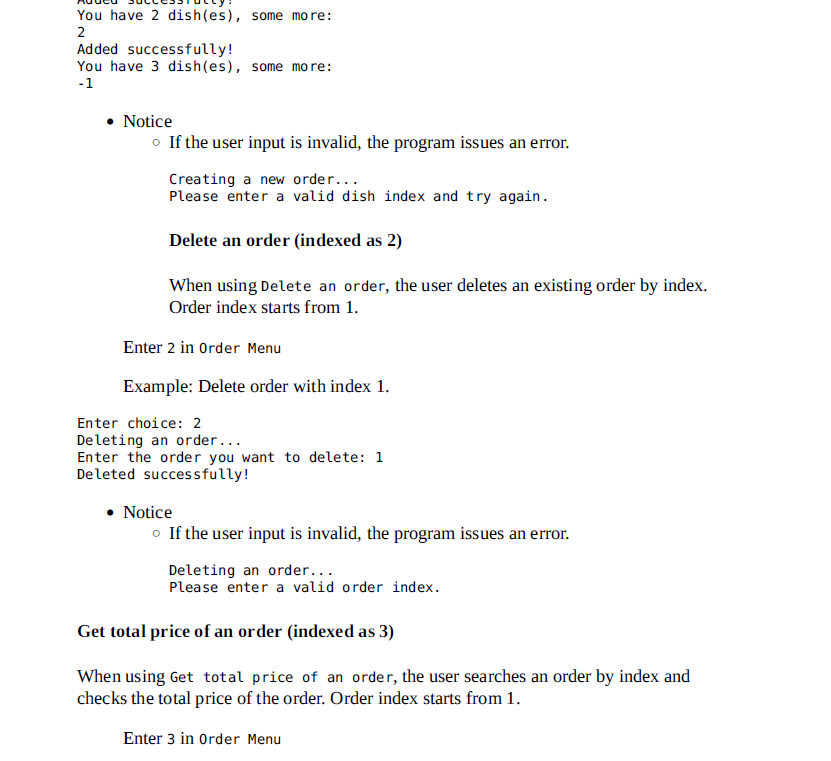 Added successfully!
You have 2 dish(es), some more:
2
Added successfully!
You have 3 dish(es), some more:
-1
• Notice
○ If the user input is invalid, the program issues an error.
Creating a new order...
Please enter a valid dish index and try again.
Delete an order (indexed as 2)
When using Delete an order, the user deletes an existing order by index.
Order index starts from 1.
Enter 2 in Order Menu
Example: Delete order with index 1.
Enter choice: 2
Deleting an order...
Enter the order you want to delete: 1
Deleted successfully!
• Notice
○ If the user input is invalid, the program issues an error.
Deleting an order...
Please enter a valid order index.
Get total price of an order (indexed as 3)
When using Get total price of an order, the user searches an order by index and
checks the total price of the order. Order index starts from 1.
Enter 3 in Order Menu